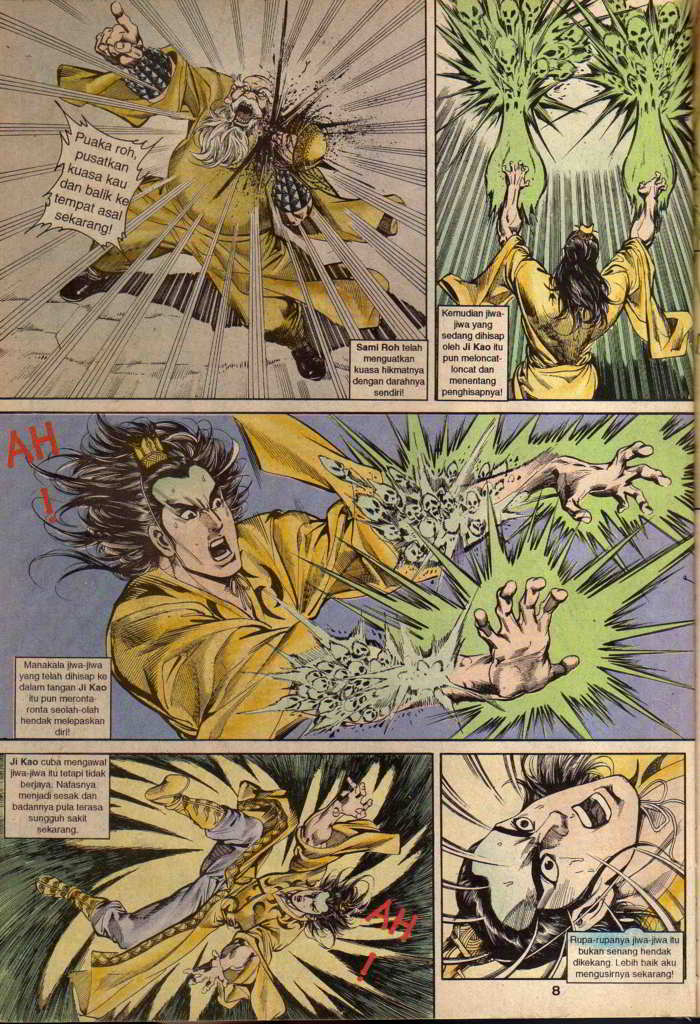 Puaka roh,
pusatkan
kuasa kau
dan balik ke
tempat asal
sekarang!
Sami Roh telah
menguatkan
kuasa hikmatnya
dengan darahnya
sendiri!
Kemudian jiwa-
jiwa yang
sedang dihisap
oleh Ji Kao itu
pun meloncat-
loncat dan
menentang
penghisapnya!
AH
!
Manakala jiwa-jiwa
yang telah dihisap ke
dalam tangan Ji Kao
itu pun meronta-
ronta seolah-olah
hendak melepaskan
diri!
Ji Kao cuba mengawal
jiwa-jiwa itu tetapi tidak
berjaya. Nafasnya
menjadi sesak dan
badannya pula terasa
sungguh sakit
sekarang.
AH
!
Rupa-rupanya jiwa-jiwa itu
bukan senang hendak
dikekang. Lebih baik aku
mengusirnya sekarang!
8